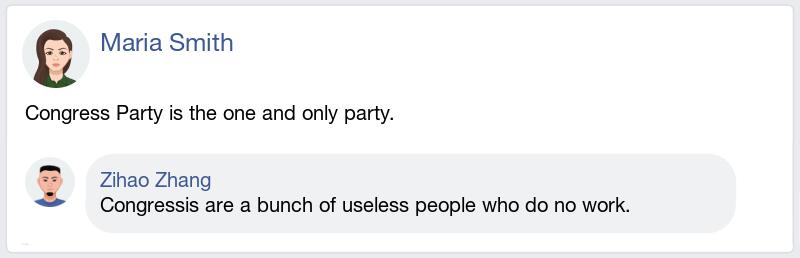 Maria Smith
Congress Party is the one and only party.
Zihao Zhang
Congressis are a bunch of useless people who do no work.